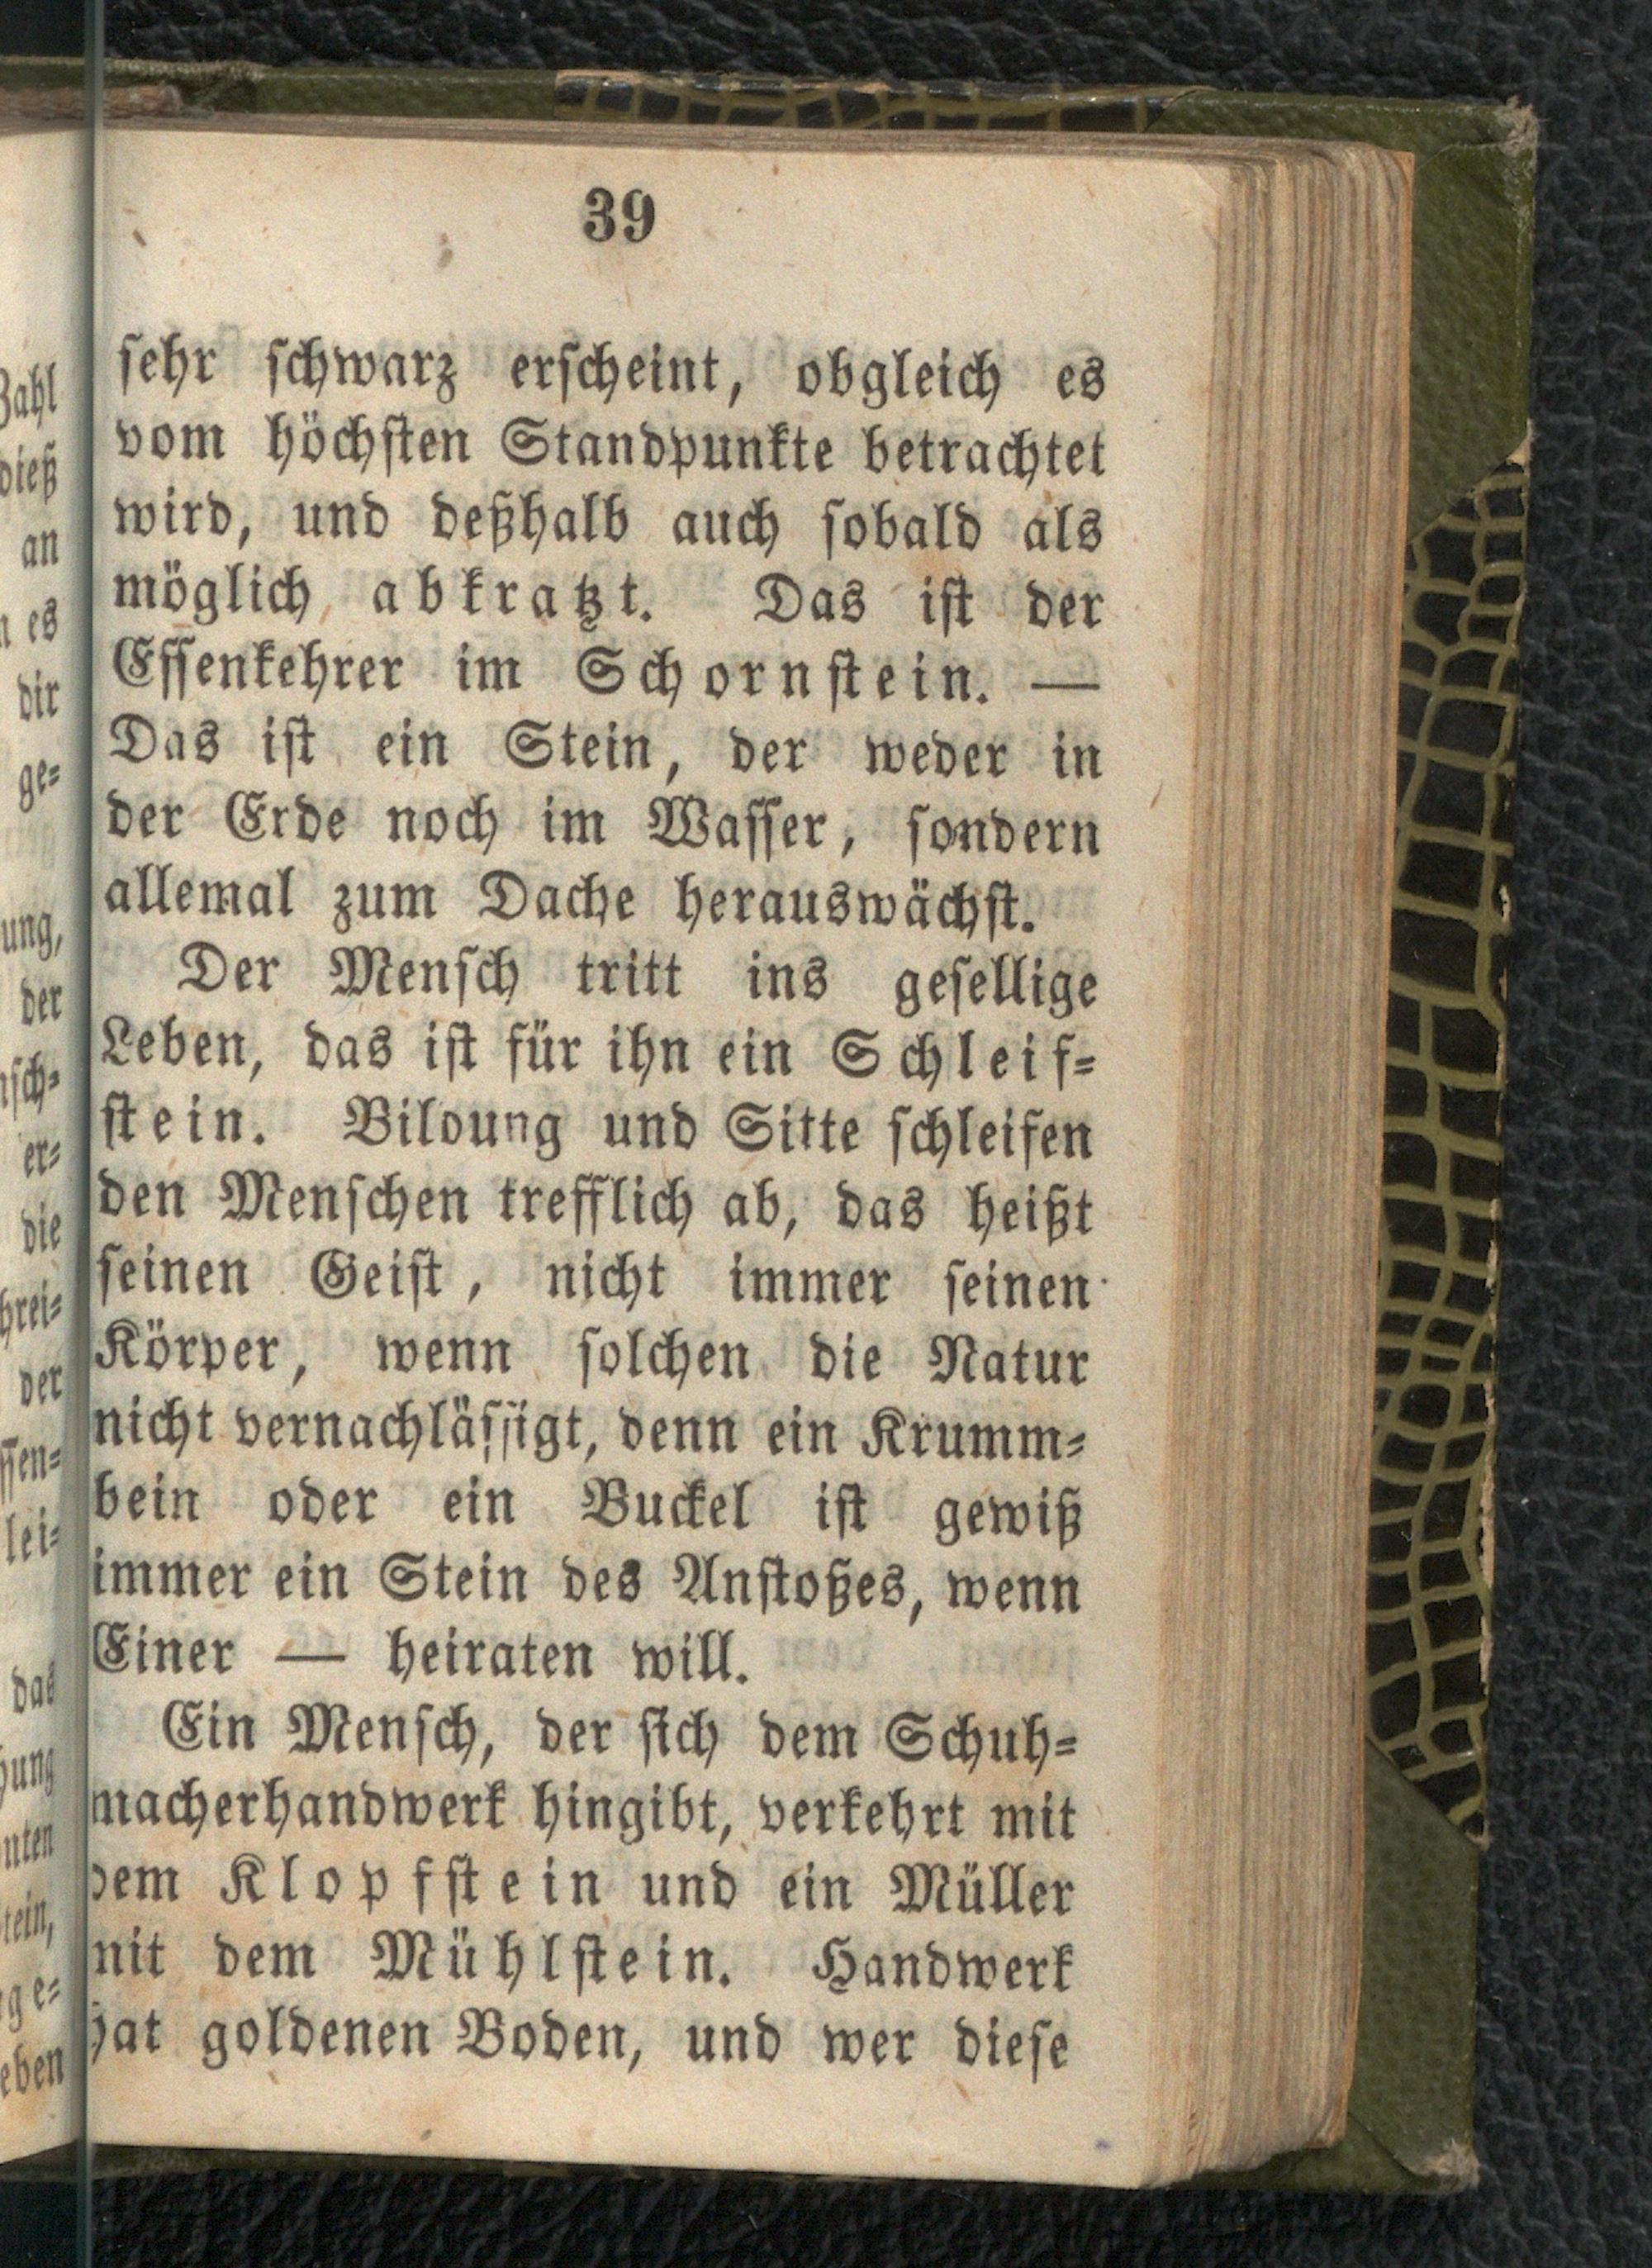 39
sehr schwarz erscheint, obgleich es
vom höchsten Standpunkte betrachtet
wird, und deßhalb auch sobald als
möglich abkratzt. Das ist der
Essenkehrer im Schornstein. —
Das ist ein Stein, der weder in
der Erde noch im Wasser, sondern
allemal zum Dache herauswächst.
Der Mensch tritt ins gesellige
Leben, das ist für ihn ein Schleif-
stein. Bildung und Sitte schleifen
den Menschen trefflich ab, das heißt
seinen Geist, nicht immer seinen
Körper, wenn solchen die Natur
nicht vernachlässigt, denn ein Krumm-
bein oder ein Buckel ist gewiß
immer ein Stein des Anstoßes, wenn
Einer — heiraten will.
Ein Mensch, der sich dem Schuh-
macherhandwerk hingibt, verkehrt mit
dem Klopfstein und ein Müller
mit dem Mühlstein. Handwerk
hat goldenen Boden, und wer diese